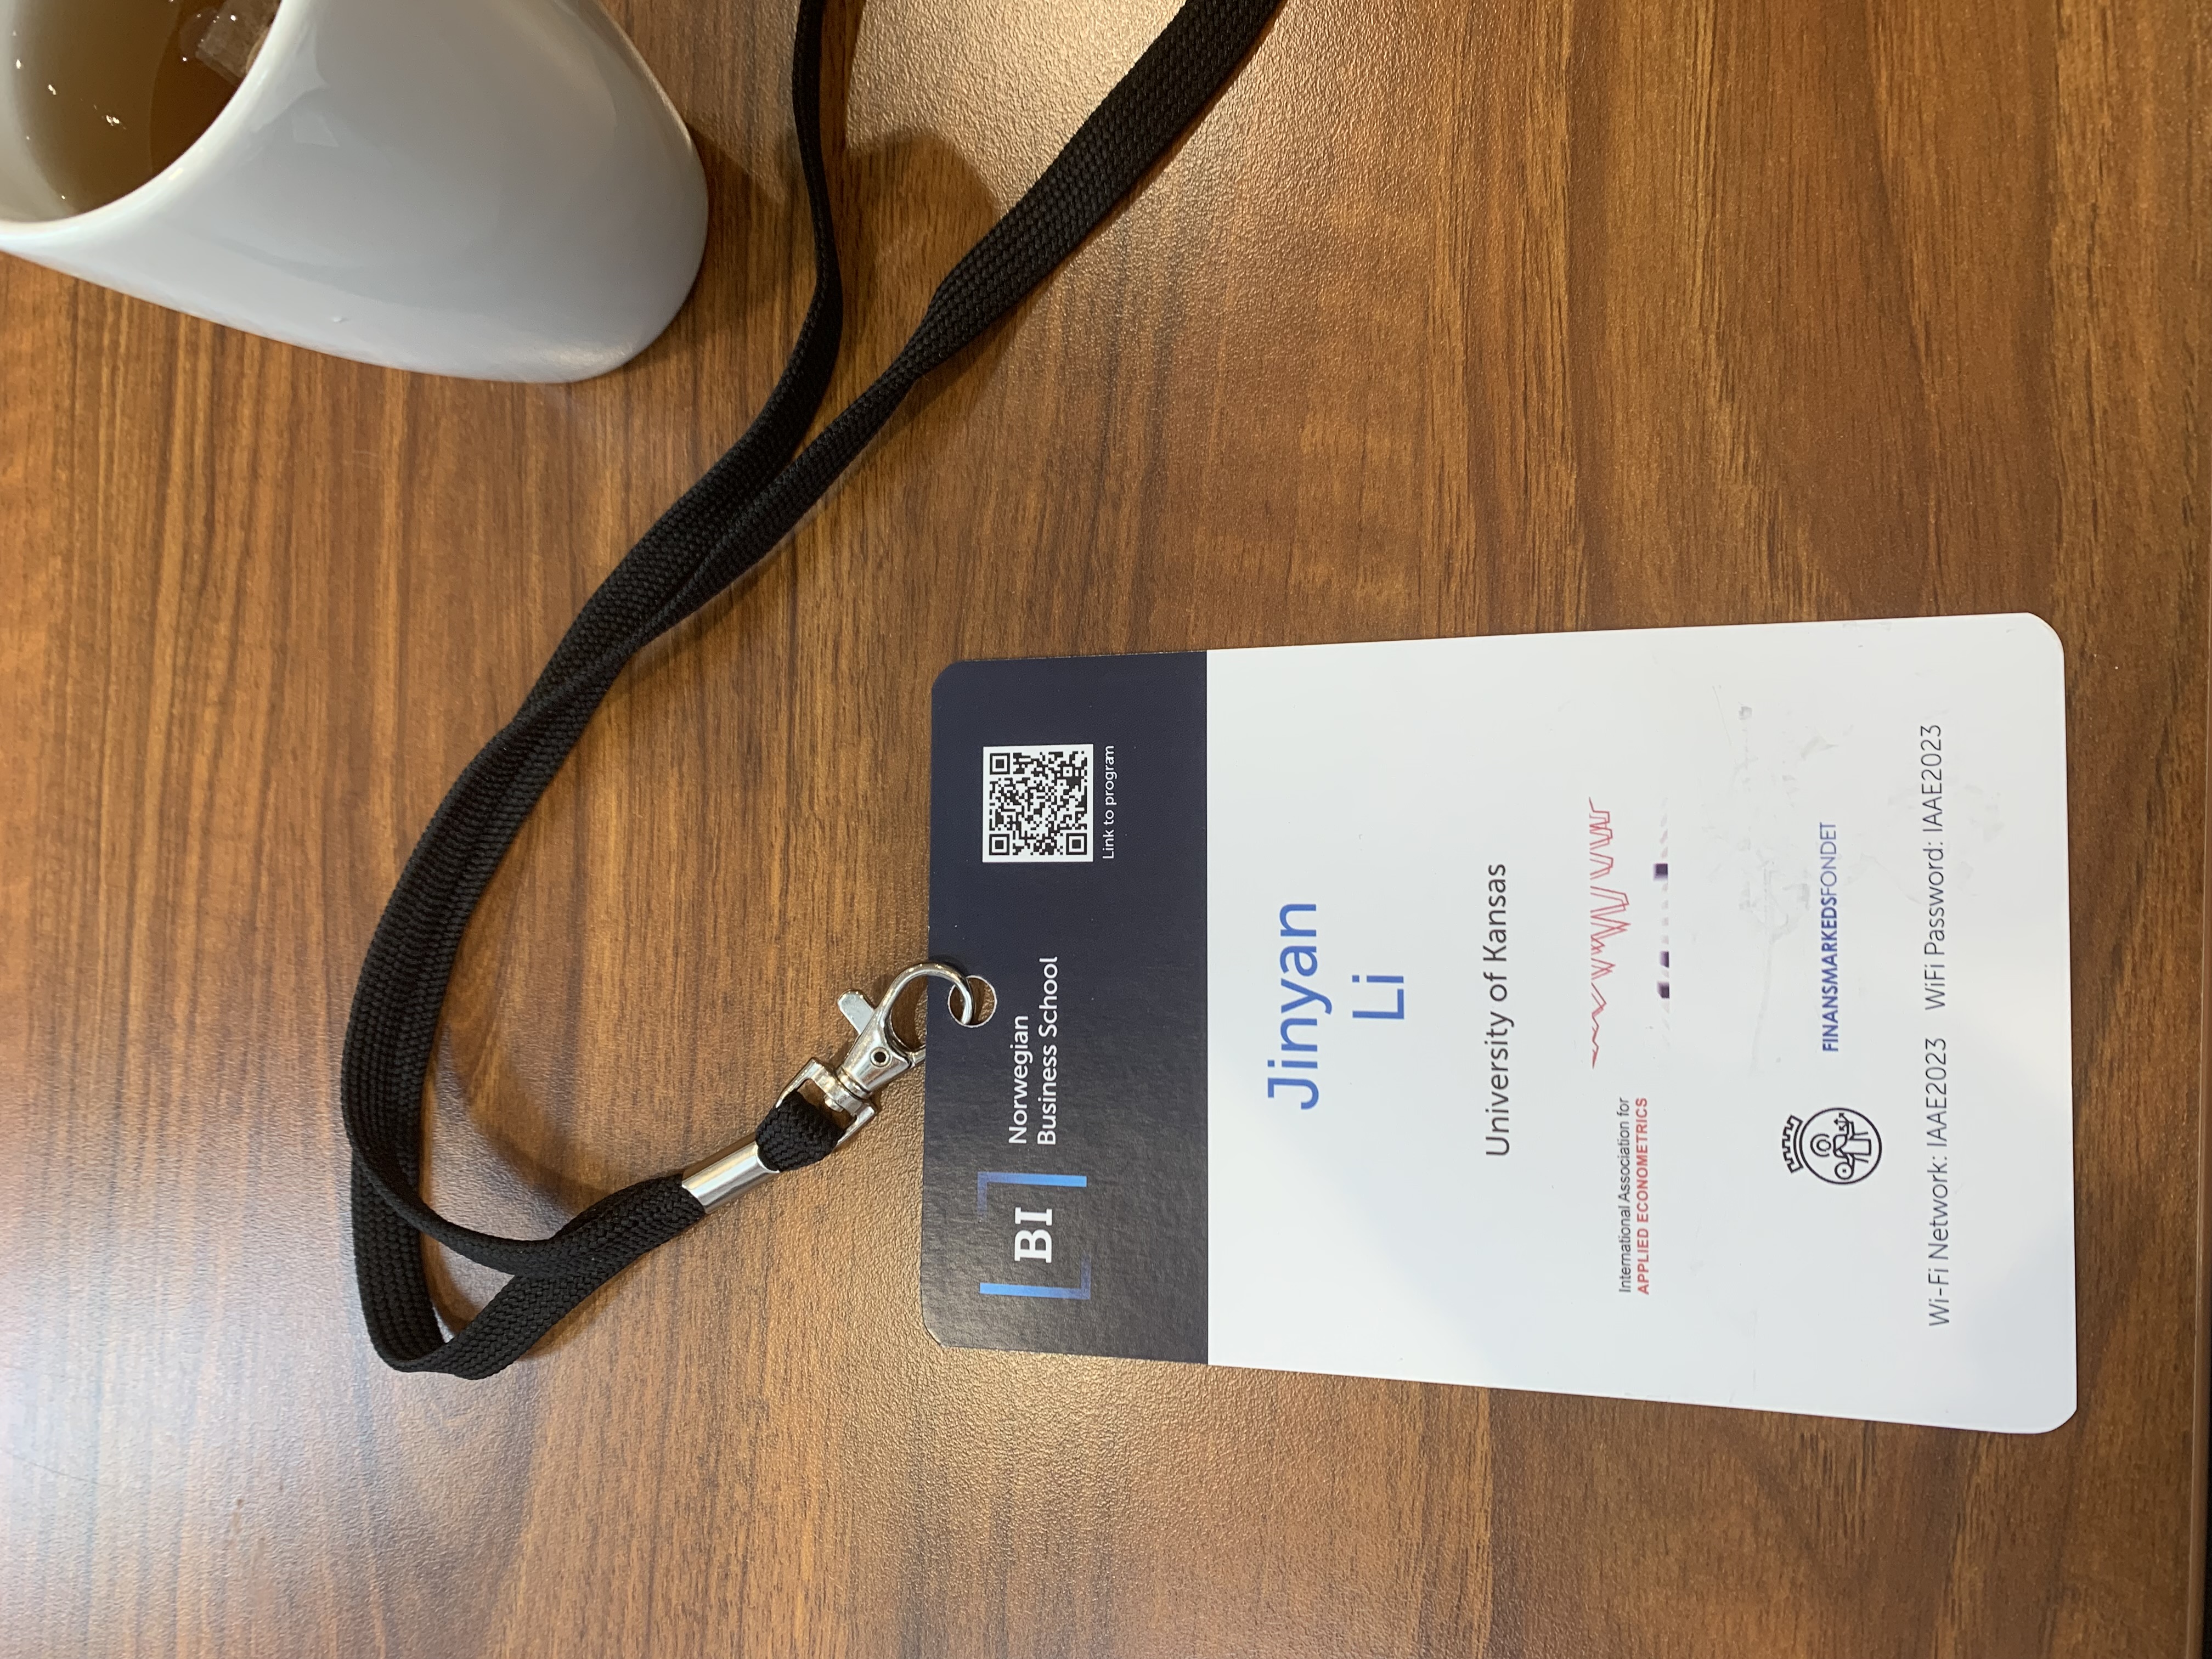 BI
Norwegian
Business School
Link to program
Jinyan
Li
University of Kansas
International Association for
APPLIED ECONOMETRICS
FINANSMARKEDSFONDET
Wi-Fi Network: IAAE2023 WiFi Password: IAAE2023